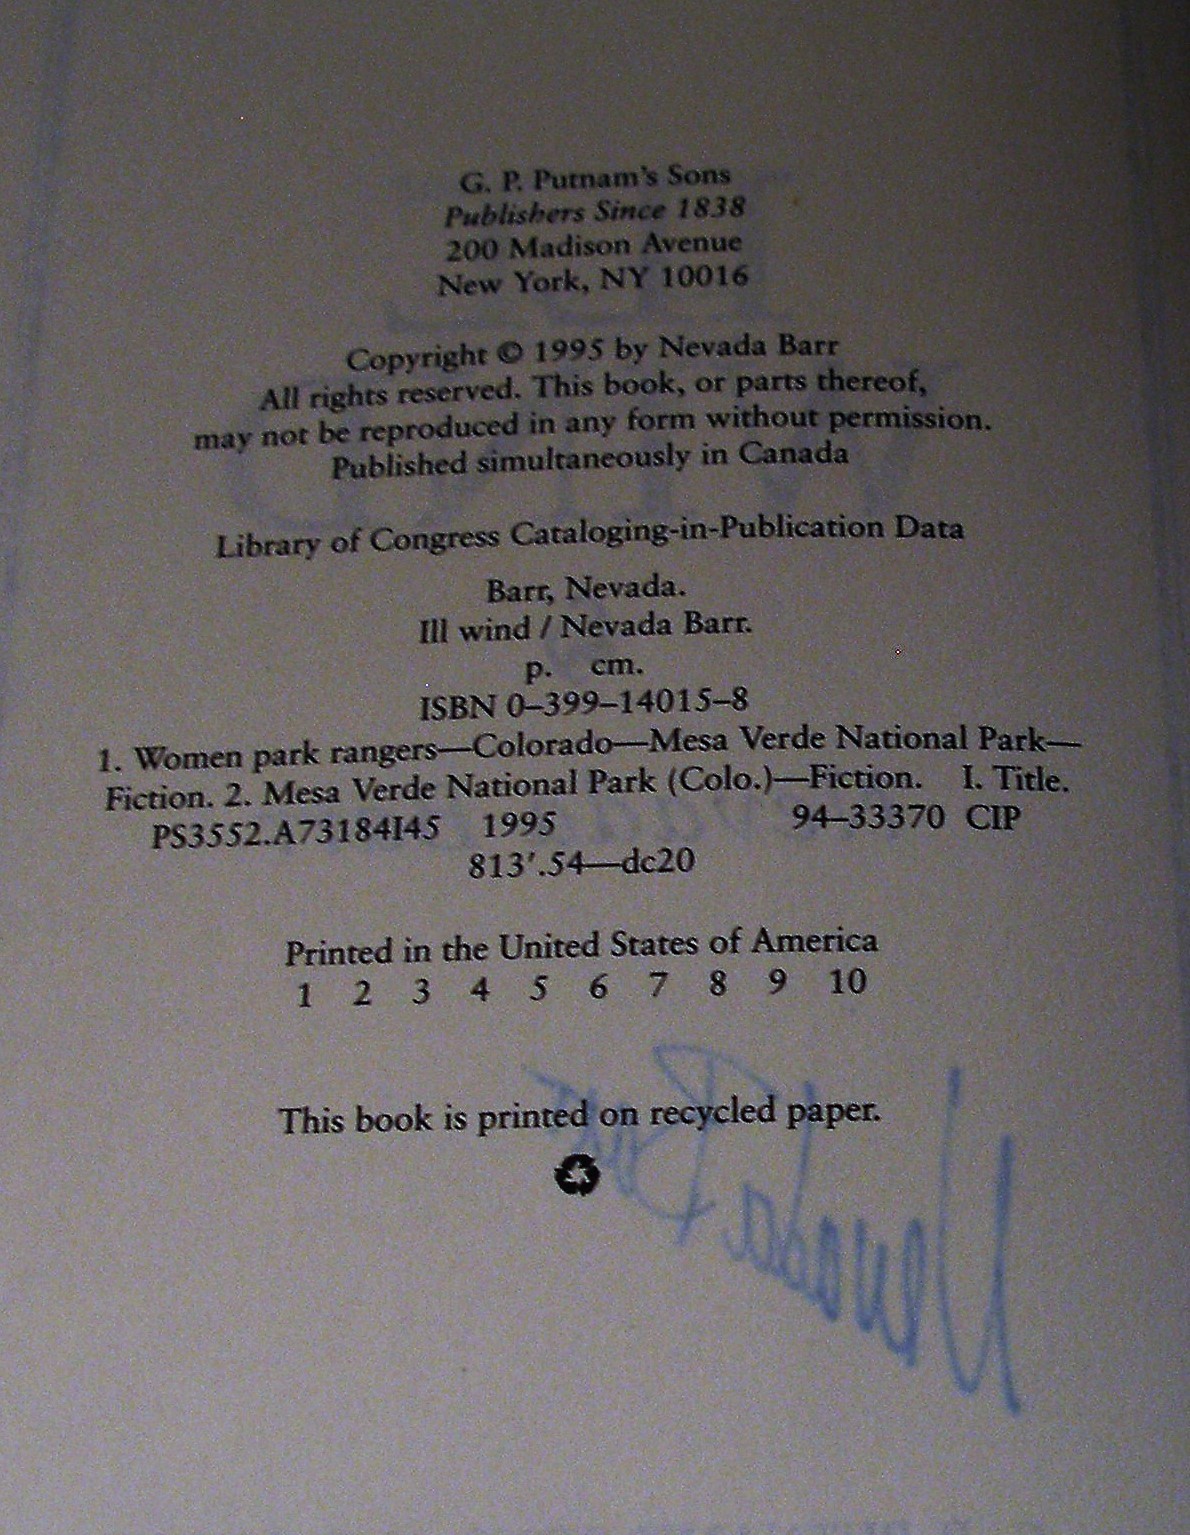 G. P. Putnam's Sons
Publishers Since 1838
200 Madison Avenue
New York, NY 10016
Copyright © 1995 by Nevada Barr
All rights reserved. This book, or parts thereof,
may not be reproduced in any form without permission.
Published simultaneously in Canada
Library of Congress Cataloging-in-Publication Data
Barr, Nevada.
Ill wind / Nevada Barr.
p. cm.
ISBN 0–399–14015–8
1. Women park rangers—Colorado—Mesa Verde National Park—
Fiction. 2. Mesa Verde National Park (Colo.)—Fiction. I. Title.
PS3552.A73184I45 1995 94–33370 CIP
813′.54—dc20
Printed in the United States of America
1 2 3 4 5 6 7 8 9 10
This book is printed on recycled paper.
Nevada Barr